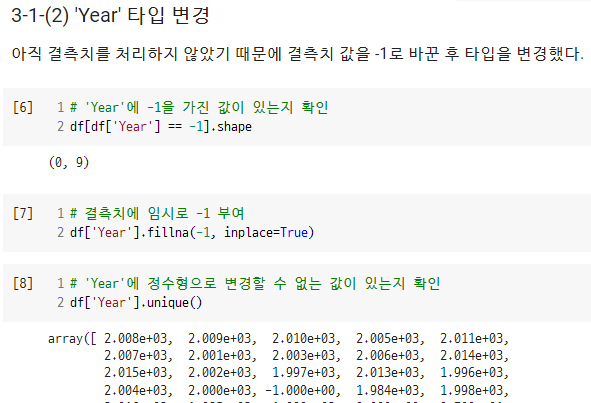 3-1-(2) 'Year' 타입 변경
아직 결측치를 처리하지 않았기 때문에 결측치 값을 -1로 바꾼 후 타입을 변경했다.
[6] 1 # 'Year'에 -1을 가진 값이 있는지 확인
2 df[df['Year'] == -1].shape
(0, 9)
[7] 1 # 결측치에 임시로 -1 부여
2 df['Year'].fillna(-1, inplace=True)
[8] 1 # 'Year'에 정수형으로 변경할 수 없는 값이 있는지 확인
2 df['Year'].unique()
array([ 2.008e+03, 2.009e+03, 2.010e+03, 2.005e+03, 2.011e+03,
2.007e+03, 2.001e+03, 2.003e+03, 2.006e+03, 2.014e+03,
2.015e+03, 2.002e+03, 1.997e+03, 2.013e+03, 1.996e+03,
2.004e+03, 2.000e+03, -1.000e+00, 1.984e+03, 1.998e+03,